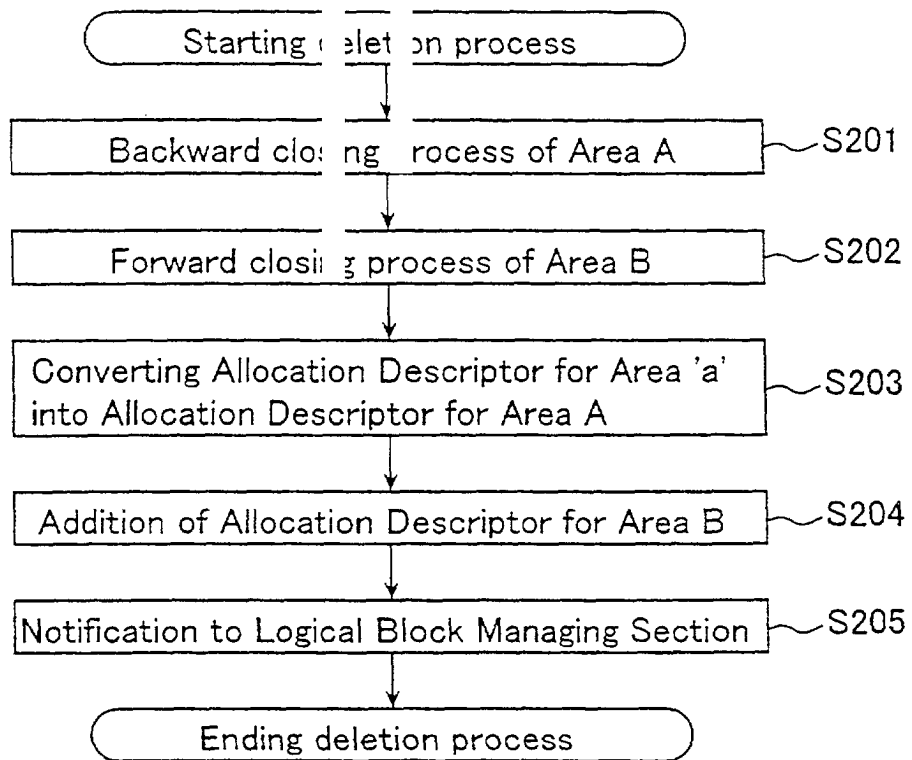 Starting deletion process
Backward closing process of Area A
S201
Forward closing process of Area B
S202
Converting Allocation Descriptor for Area 'a'
into Allocation Descriptor for Area A
S203
Addition of Allocation Descriptor for Area B
S204
Notification to Logical Block Managing Section
S205
Ending deletion process